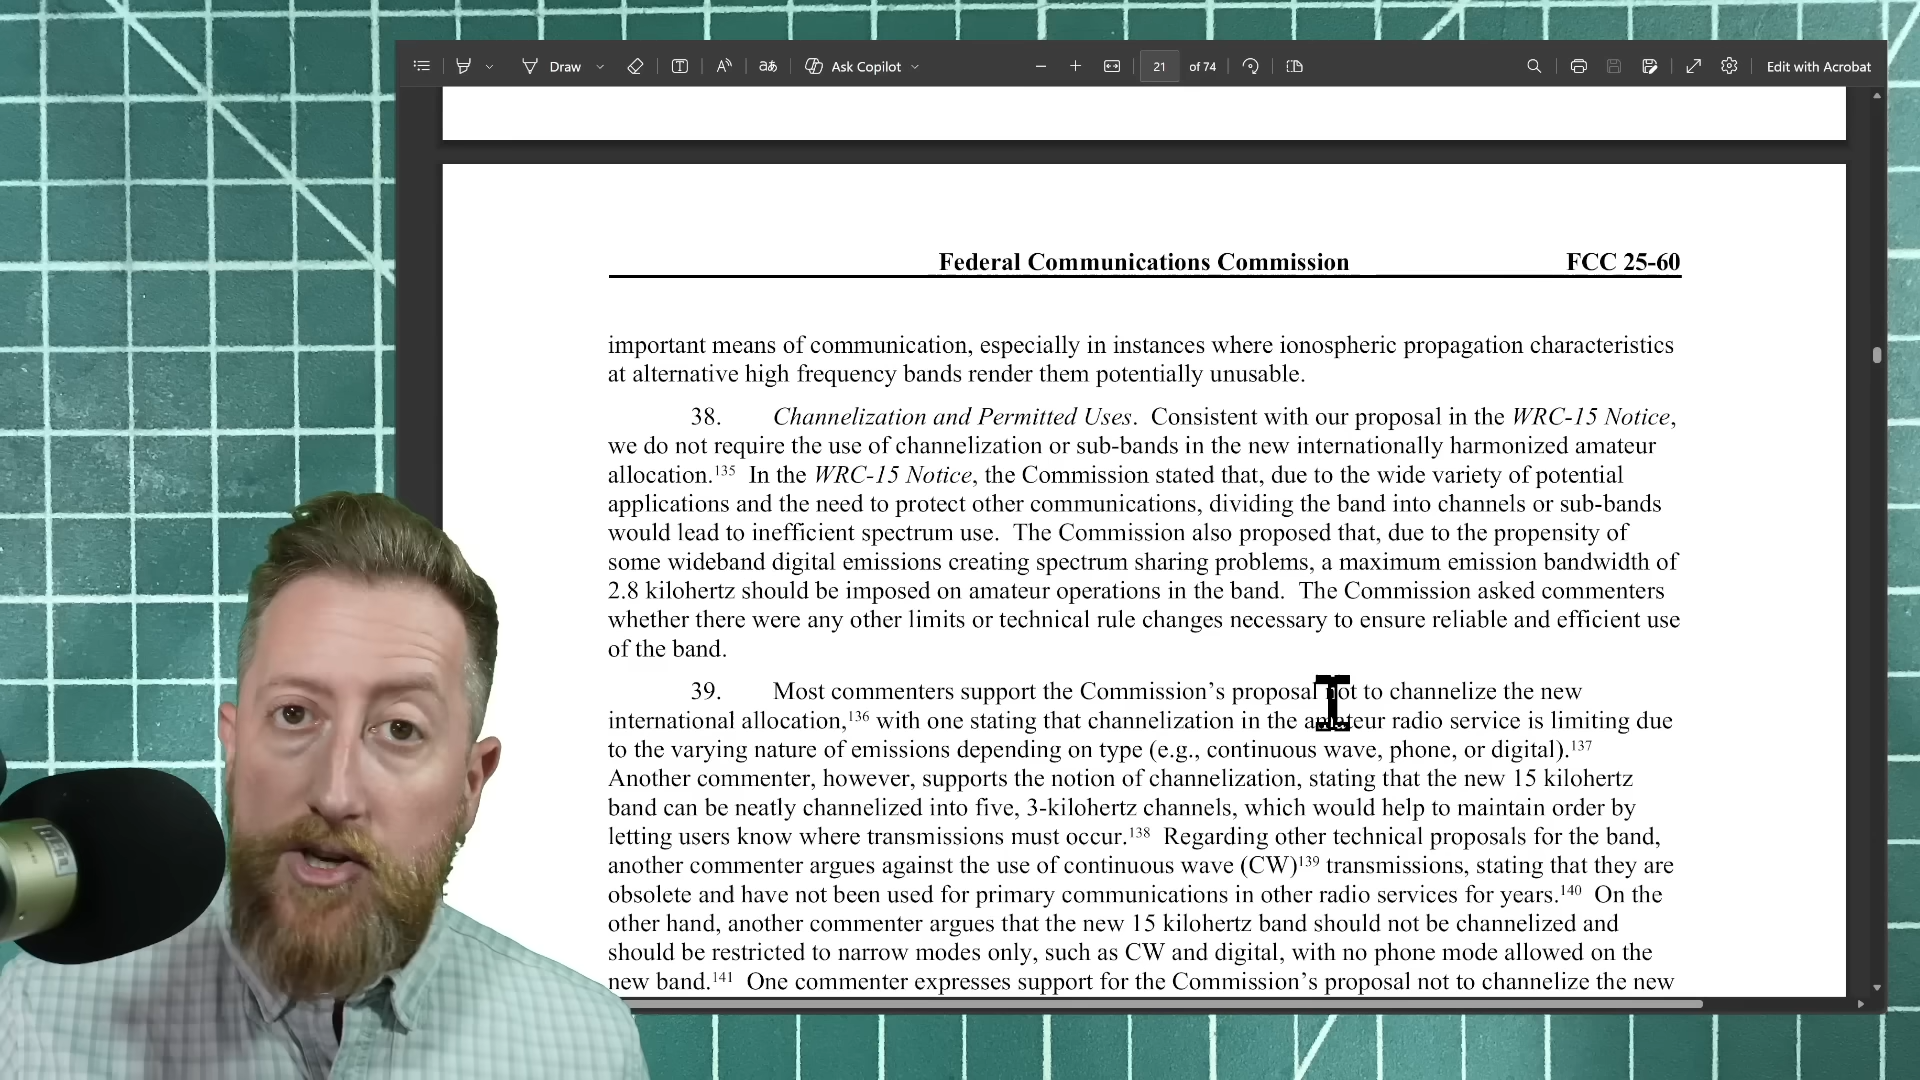 Draw
Ask Copilot
21 of 74
Edit with Acrobat
Federal Communications Commission FCC 25-60
important means of communication, especially in instances where ionospheric propagation characteristics
at alternative high frequency bands render them potentially unusable.
38. Channelization and Permitted Uses. Consistent with our proposal in the WRC-15 Notice,
we do not require the use of channelization or sub-bands in the new internationally harmonized amateur
allocation.135 In the WRC-15 Notice, the Commission stated that, due to the wide variety of potential
applications and the need to protect other communications, dividing the band into channels or sub-bands
would lead to inefficient spectrum use. The Commission also proposed that, due to the propensity of
some wideband digital emissions creating spectrum sharing problems, a maximum emission bandwidth of
2.8 kilohertz should be imposed on amateur operations in the band. The Commission asked commenters
whether there were any other limits or technical rule changes necessary to ensure reliable and efficient use
of the band.
39. Most commenters support the Commission’s proposal not to channelize the new
international allocation,136 with one stating that channelization in the amateur radio service is limiting due
to the varying nature of emissions depending on type (e.g., continuous wave, phone, or digital).137
Another commenter, however, supports the notion of channelization, stating that the new 15 kilohertz
band can be neatly channelized into five, 3-kilohertz channels, which would help to maintain order by
letting users know where transmissions must occur.138 Regarding other technical proposals for the band,
another commenter argues against the use of continuous wave (CW)139 transmissions, stating that they are
obsolete and have not been used for primary communications in other radio services for years.140 On the
other hand, another commenter argues that the new 15 kilohertz band should not be channelized and
should be restricted to narrow modes only, such as CW and digital, with no phone mode allowed on the
new band.141 One commenter expresses support for the Commission’s proposal not to channelize the new